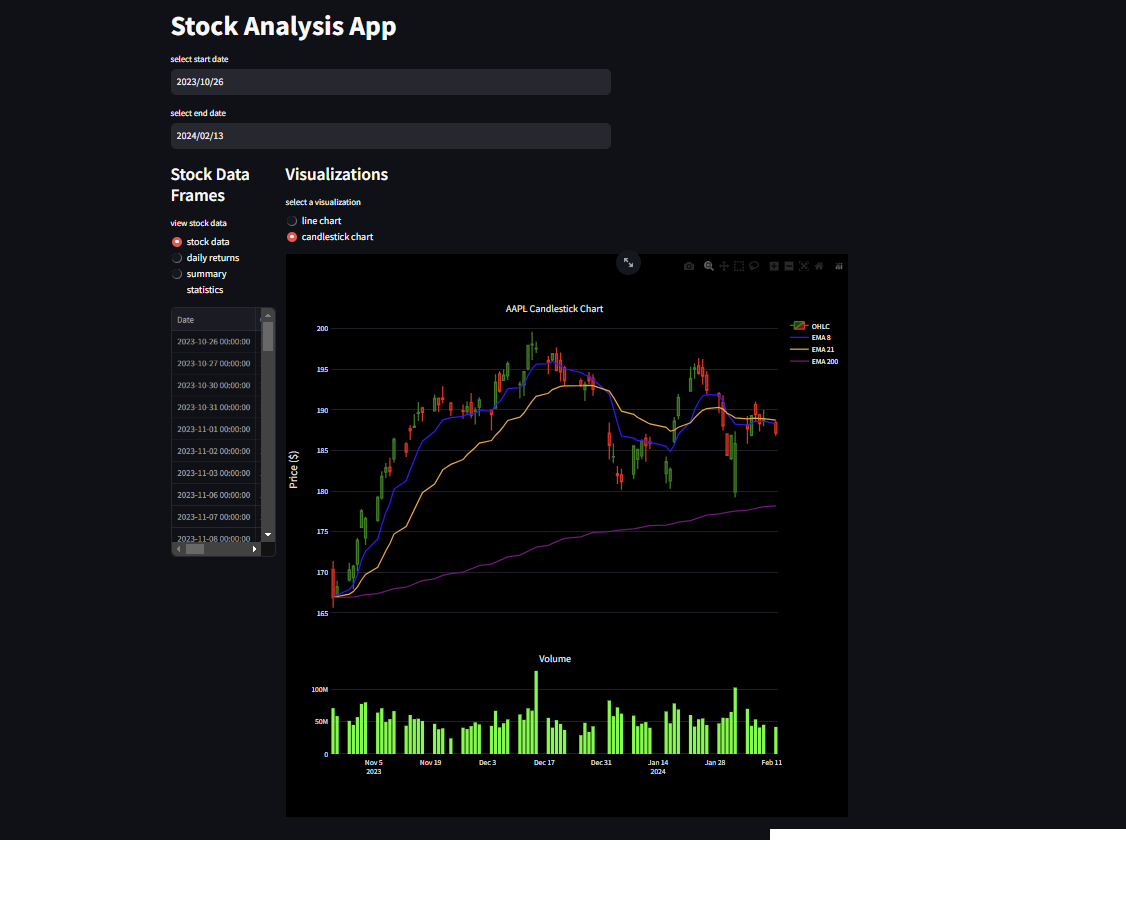 Stock Analysis App
select start date
2023/10/26
select end date
2024/02/13
Stock Data
Frames
view stock data
stock data
daily returns
summary
statistics
Date
2023-10-26 00:00:00
2023-10-27 00:00:00
2023-10-30 00:00:00
2023-10-31 00:00:00
2023-11-01 00:00:00
2023-11-02 00:00:00
2023-11-03 00:00:00
2023-11-06 00:00:00
2023-11-07 00:00:00
2023-11-08 00:00:00
Visualizations
select a visualization
line chart
candlestick chart
AAPL Candlestick Chart
OHLC
EMA 8
EMA 21
EMA 200
Price ($)
200
195
190
185
180
175
170
165
Volume
100M
50M
0
Nov 5
2023
Nov 19
Dec 3
Dec 17
Dec 31
Jan 14
2024
Jan 28
Feb 11